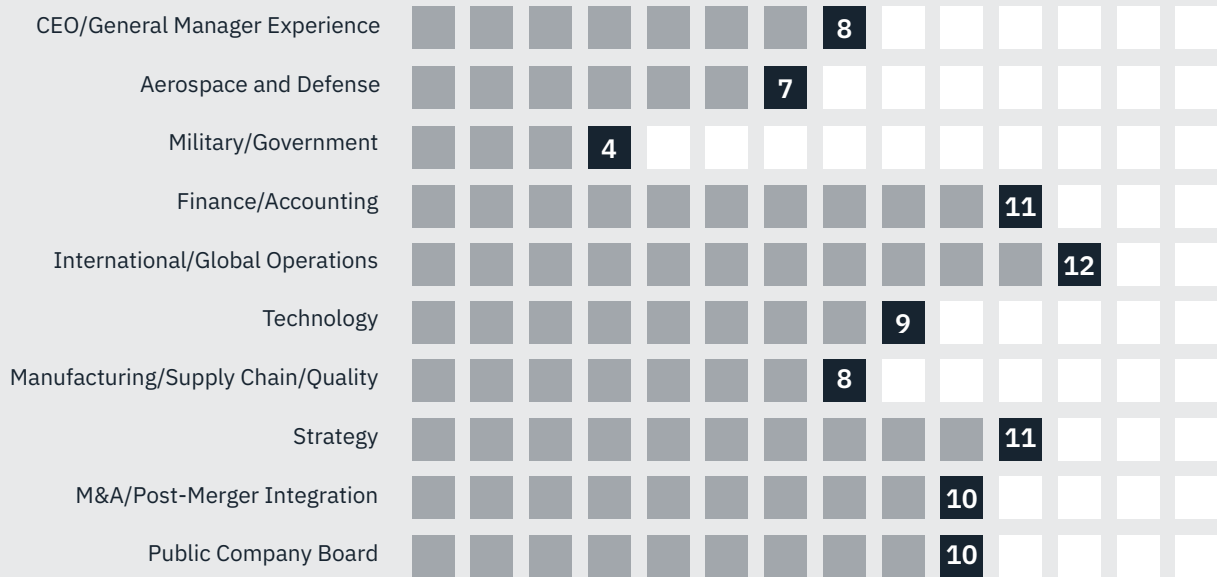 CEO/General Manager Experience 8
Aerospace and Defense 7
Military/Government 4
Finance/Accounting 11
International/Global Operations 12
Technology 9
Manufacturing/Supply Chain/Quality 8
Strategy 11
M&A/Post-Merger Integration 10
Public Company Board 10